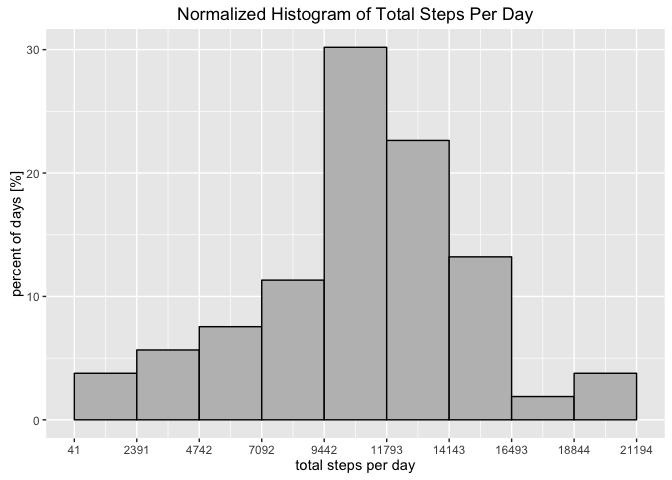 Normalized Histogram of Total Steps Per Day
percent of days [%]
30
20
10
0
41 2391 4742 7092 9442 11793 14143 16493 18844 21194
total steps per day